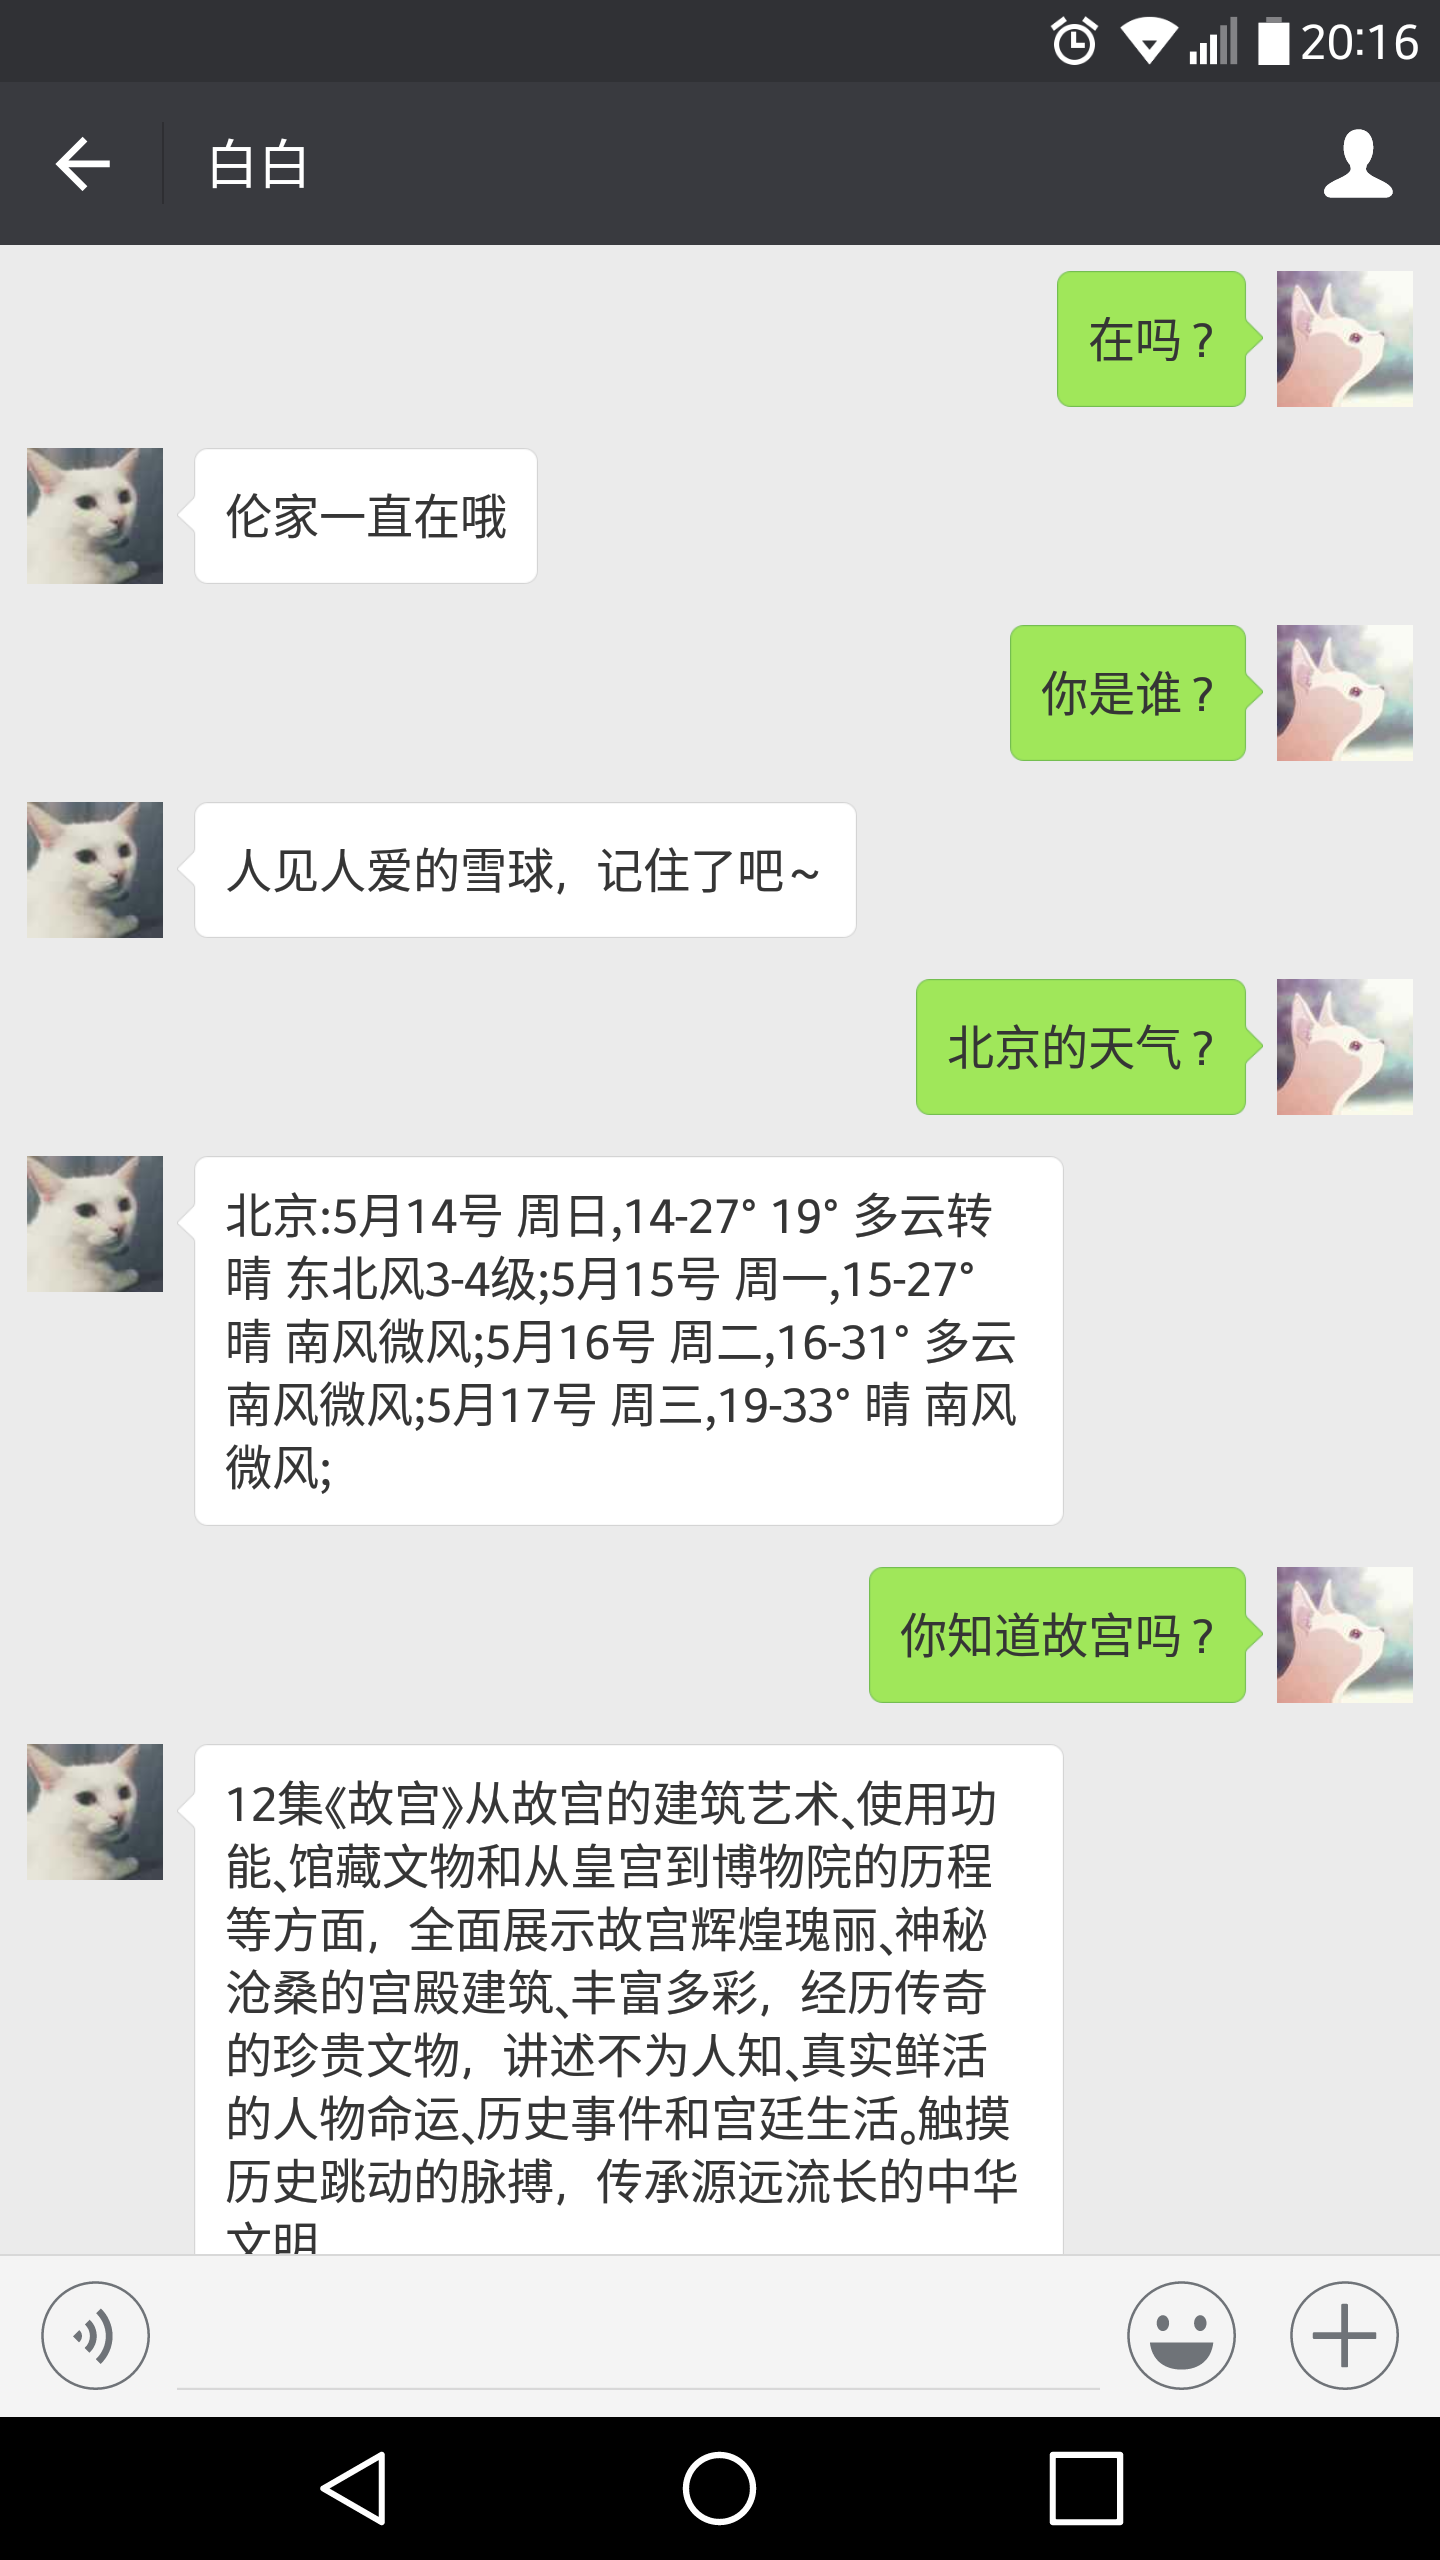 20:16
白白
在吗？
伦家一直在哦
你是谁？
人见人爱的雪球，记住了吧~
北京的天气？
北京:5月14号 周日,14-27° 19° 多云转
晴 东北风3-4级;5月15号 周一,15-27°
晴 南风微风;5月16号 周二,16-31° 多云
南风微风;5月17号 周三,19-33° 晴 南风
微风;
你知道故宫吗？
12集《故宫》从故宫的建筑艺术、使用功
能、馆藏文物和从皇宫到博物院的历程
等方面，全面展示故宫辉煌瑰丽、神秘
沧桑的宫殿建筑、丰富多彩，经历传奇
的珍贵文物，讲述不为人知、真实鲜活
的人物命运、历史事件和宫廷生活。触摸
历史跳动的脉搏，传承源远流长的中华
文明